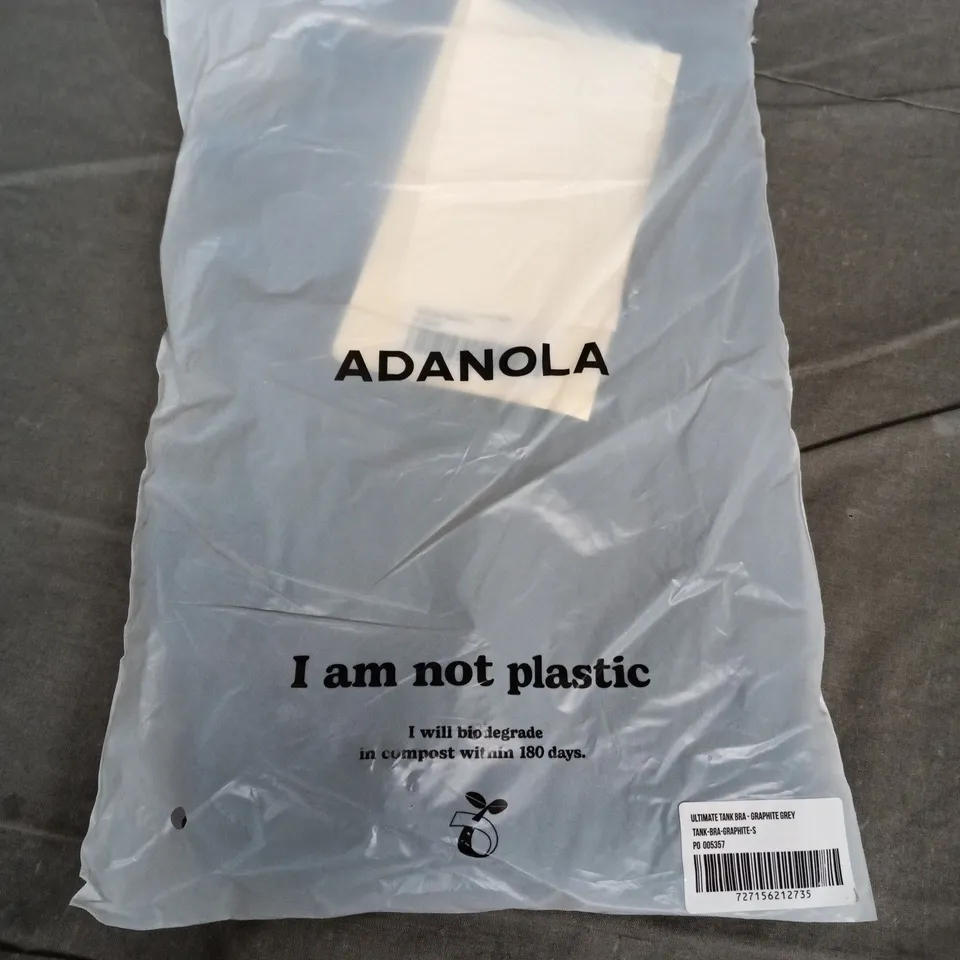 ADANOLA
I am not plastic
I will biodegrade
in compost within 180 days.
ULTIMATE TANK BRA - GRAPHITE GREY
TANK-BRA-GRAPHITE-S
PO 005357
727156212735